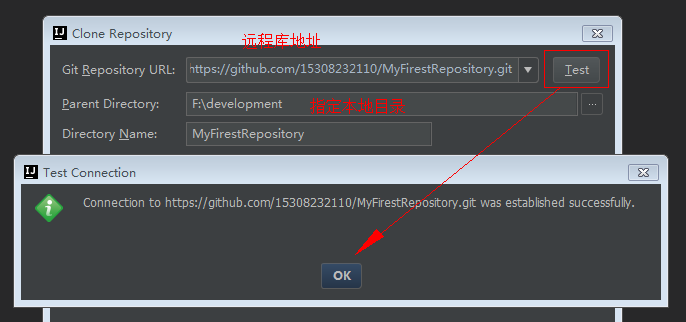 Clone Repository
远程库地址
Git Repository URL:
https://github.com/15308232110/MyFirestRepository.git
Test
Parent Directory:
F:\development
...
Directory Name:
MyFirestRepository
Test Connection
Connection to https://github.com/15308232110/MyFirestRepository.git was established successfully.
OK